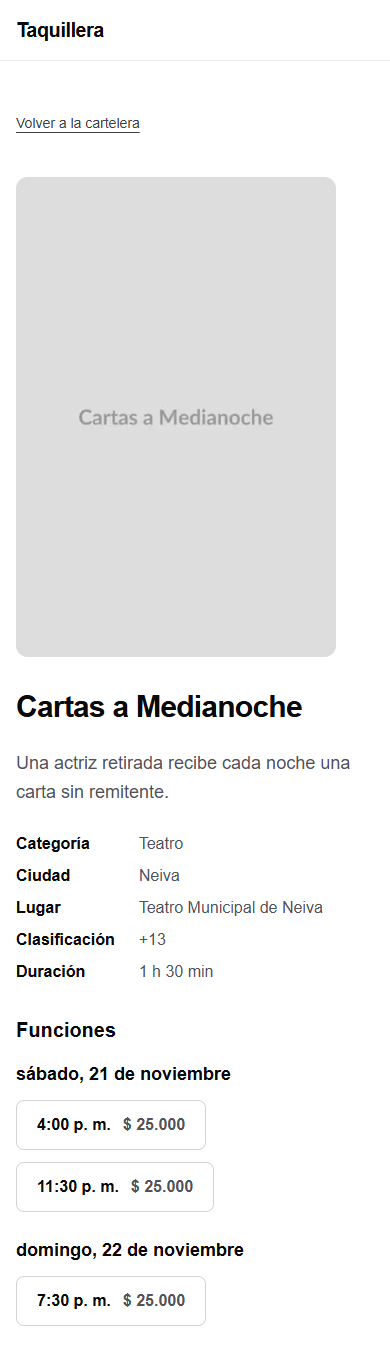 Taquillera
Volver a la cartelera
Cartas a Medianoche
Cartas a Medianoche
Una actriz retirada recibe cada noche una
carta sin remitente.
Categoría Teatro
Ciudad Neiva
Lugar Teatro Municipal de Neiva
Clasificación +13
Duración 1 h 30 min
Funciones
sábado, 21 de noviembre
4:00 p. m. $ 25.000
11:30 p. m. $ 25.000
domingo, 22 de noviembre
7:30 p. m. $ 25.000